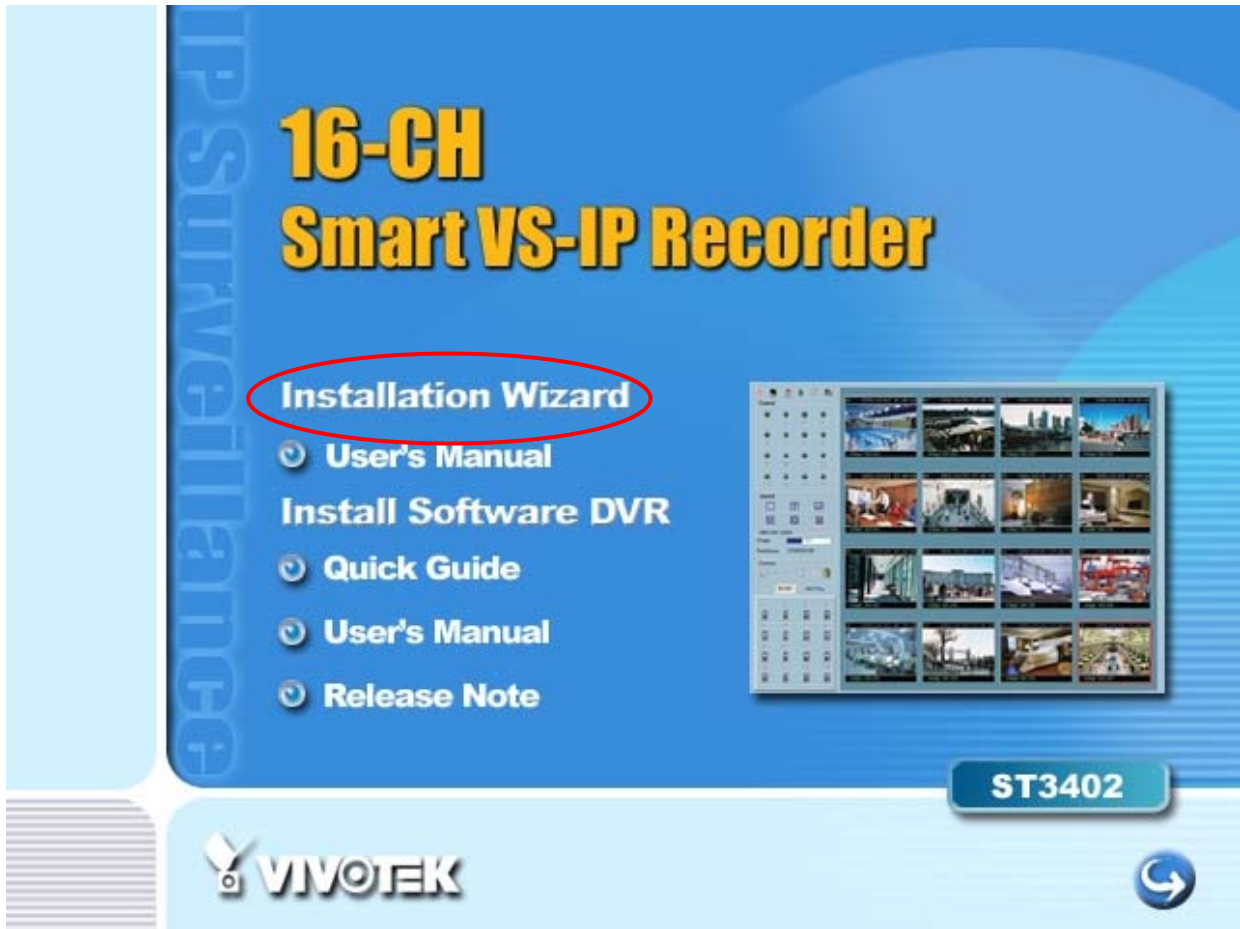 IP Surveillance
16-CH
Smart VS-IP Recorder
Installation Wizard
User's Manual
Install Software DVR
Quick Guide
User's Manual
Release Note
ST3402
VIVOTEK